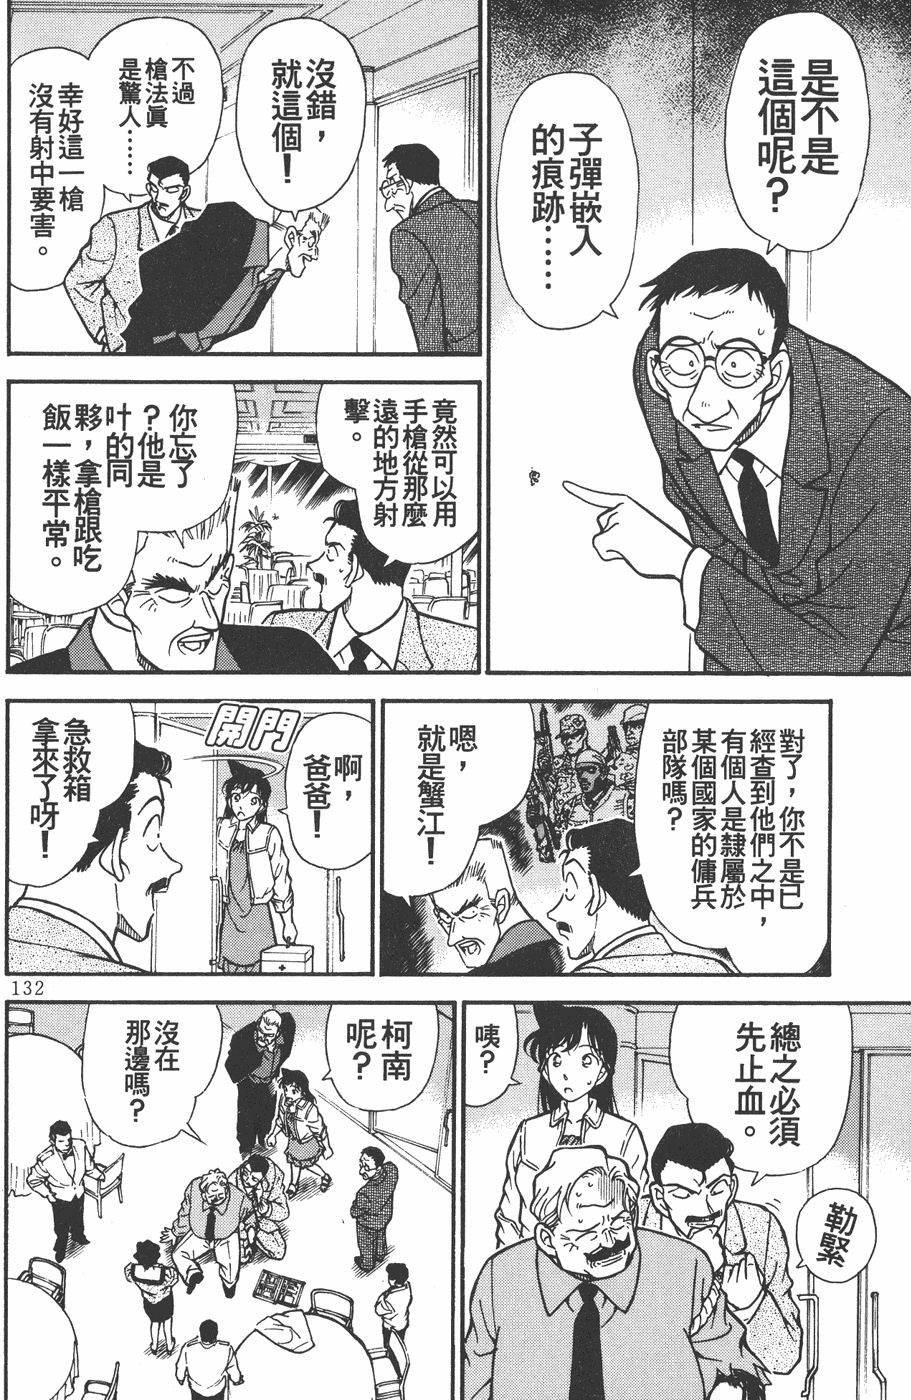 是不是
這個呢？
子彈嵌入
的痕跡……
沒錯，
就這個！
不過
槍法眞
是驚人……
幸好這一槍
沒有射中要害。
竟然可以用
手槍從那麼
遠的地方射
擊。
你忘了
？他是
叶的同
夥，拿槍跟吃
飯一樣平常。
對了，你不是已
經查到他們之中，
有個人是隸屬於
某個國家的傭兵
部隊嗎？
嗯，
就是蟹江！
開門
啊，
爸爸！
急救箱
拿來了呀！
132
總之必須
先止血。
勒緊
咦？
柯南
呢？
沒在
那邊嗎？